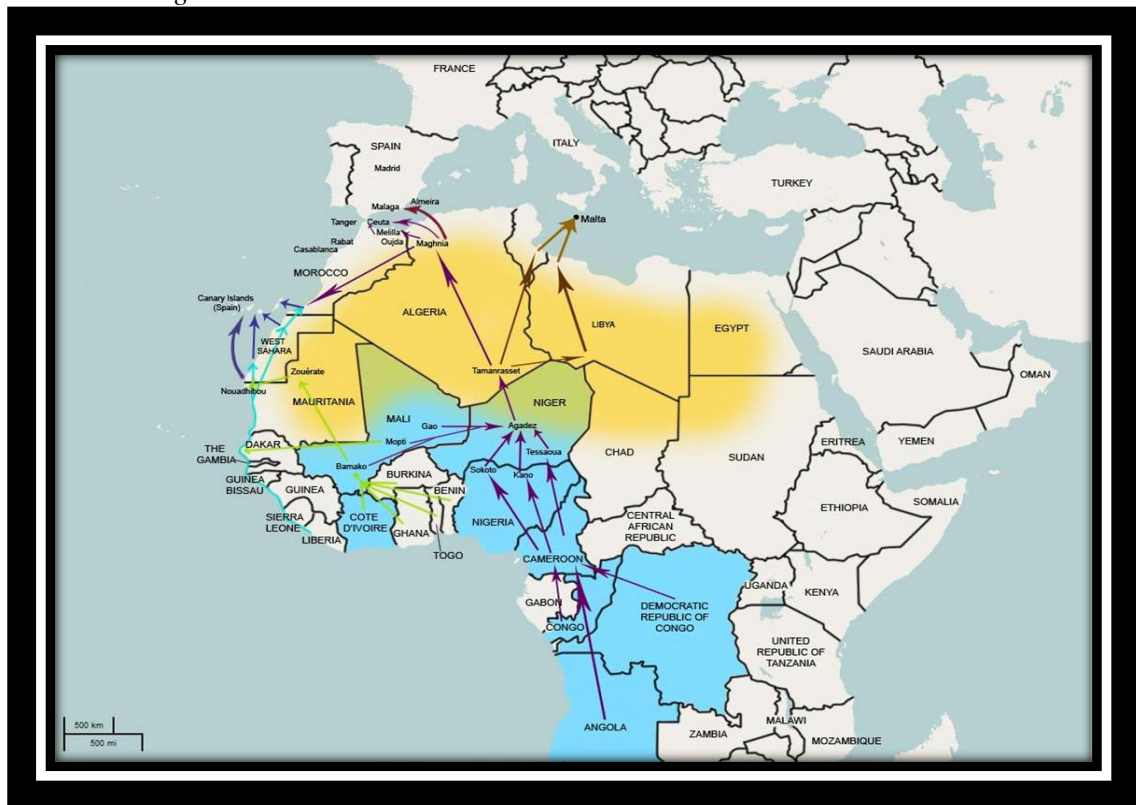 FRANCE
SPAIN
Madrid
ITALY
TURKEY
Almeira
Malaga
Tanger
Ceuta
Melilla
Rabat
Oujda
Maghnia
Casablanca
Malta
MOROCCO
Canary Islands
(Spain)
ALGERIA
LIBYA
EGYPT
WEST
SAHARA
SAUDI ARABIA
OMAN
Zouérate
Tamanrasset
Nouadhibou
MAURITANIA
NIGER
MALI
Gao
Agadez
Mopti
DAKAR
THE
GAMBIA
Tessaoua
CHAD
SUDAN
ERITREA
YEMEN
Bamako
Sokoto
Kano
BURKINA
GUINEA
BISSAU
GUINEA
BENIN
SIERRA
LEONE
LIBERIA
COTE
D'IVOIRE
GHANA
TOGO
NIGERIA
CENTRAL
AFRICAN
REPUBLIC
ETHIOPIA
SOMALIA
CAMEROON
GABON
CONGO
DEMOCRATIC
REPUBLIC OF
CONGO
UGANDA
KENYA
UNITED
REPUBLIC OF
TANZANIA
ANGOLA
ZAMBIA
MALAWI
MOZAMBIQUE
500 km
500 mi